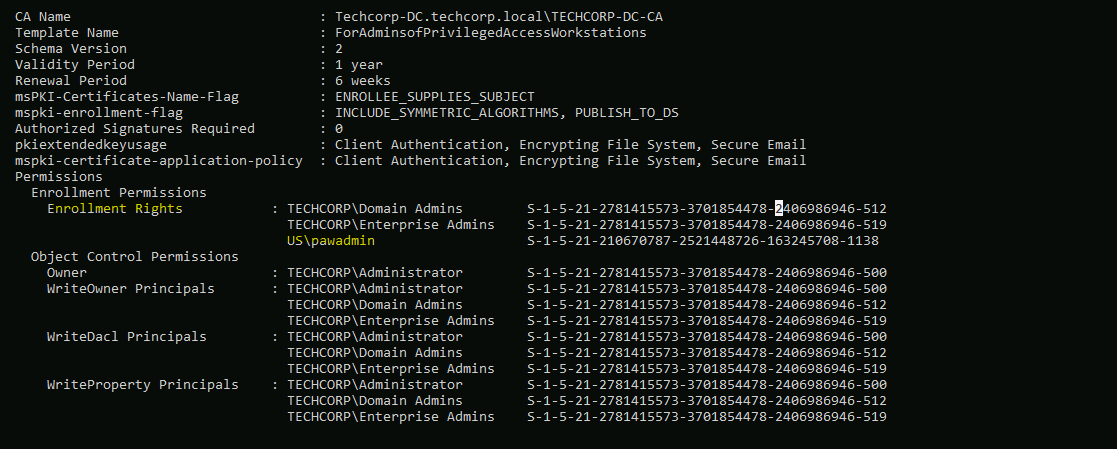 CA Name : Techcorp-DC.techcorp.local\TECHCORP-DC-CA
Template Name : ForAdminsofPrivilegedAccessWorkstations
Schema Version : 2
Validity Period : 1 year
Renewal Period : 6 weeks
msPKI-Certificates-Name-Flag : ENROLLEE_SUPPLIES_SUBJECT
mspki-enrollment-flag : INCLUDE_SYMMETRIC_ALGORITHMS, PUBLISH_TO_DS
Authorized Signatures Required : 0
pkiextendedkeyusage : Client Authentication, Encrypting File System, Secure Email
mspki-certificate-application-policy : Client Authentication, Encrypting File System, Secure Email
Permissions
Enrollment Permissions
Enrollment Rights : TECHCORP\Domain Admins S-1-5-21-2781415573-3701854478-2406986946-512
TECHCORP\Enterprise Admins S-1-5-21-2781415573-3701854478-2406986946-519
US\pawadmin S-1-5-21-210670787-2521448726-163245708-1138
Object Control Permissions
Owner : TECHCORP\Administrator S-1-5-21-2781415573-3701854478-2406986946-500
WriteOwner Principals : TECHCORP\Administrator S-1-5-21-2781415573-3701854478-2406986946-500
TECHCORP\Domain Admins S-1-5-21-2781415573-3701854478-2406986946-512
TECHCORP\Enterprise Admins S-1-5-21-2781415573-3701854478-2406986946-519
WriteDacl Principals : TECHCORP\Administrator S-1-5-21-2781415573-3701854478-2406986946-500
TECHCORP\Domain Admins S-1-5-21-2781415573-3701854478-2406986946-512
TECHCORP\Enterprise Admins S-1-5-21-2781415573-3701854478-2406986946-519
WriteProperty Principals : TECHCORP\Administrator S-1-5-21-2781415573-3701854478-2406986946-500
TECHCORP\Domain Admins S-1-5-21-2781415573-3701854478-2406986946-512
TECHCORP\Enterprise Admins S-1-5-21-2781415573-3701854478-2406986946-519